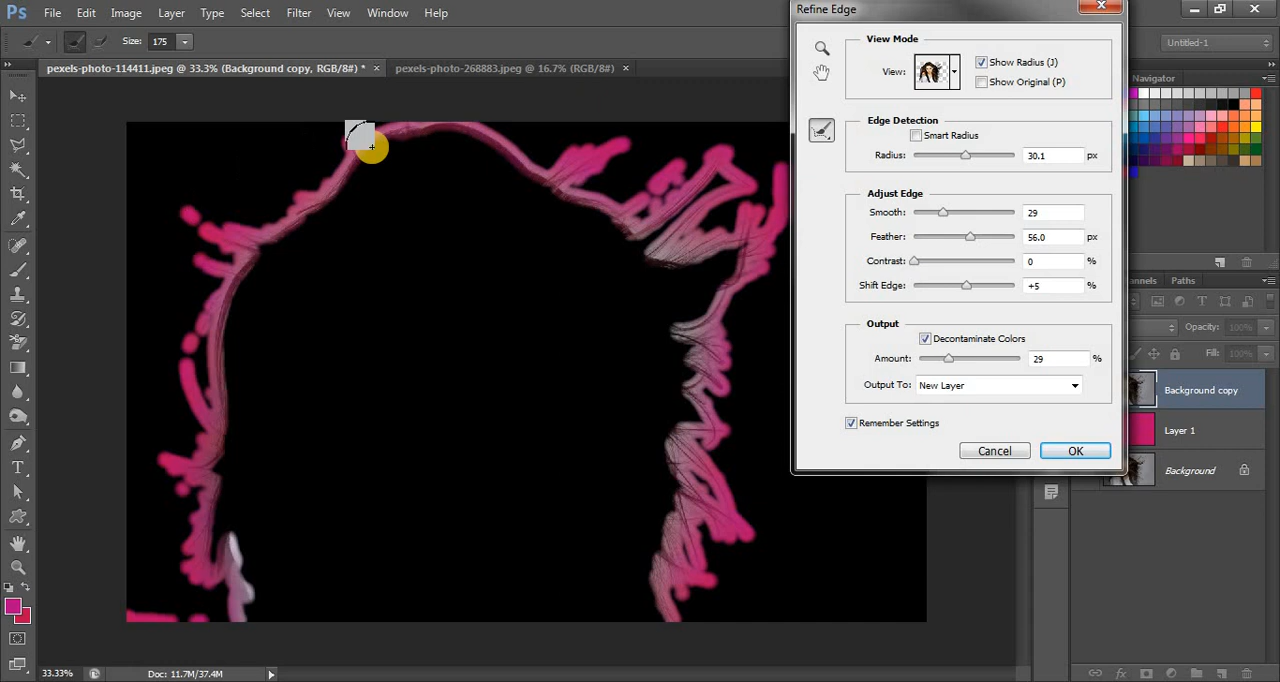 Ps File Edit Image Layer Type Select Filter View Window Help
Refine Edge
Size: 175
Untitled-1
pexels-photo-114411.jpeg @ 33.3% (Background copy, RGB/8#) * × pexels-photo-268883.jpeg @ 16.7% (RGB/8#) ×
Navigator
View Mode
View:
Show Radius (J)
Show Original (P)
Edge Detection
Smart Radius
Radius: 30.1 px
Adjust Edge
Smooth: 29
Feather: 56.0 px
Contrast: 0 %
Shift Edge: +5 %
Output
Decontaminate Colors
Amount: 29 %
Output To: New Layer
Remember Settings
Cancel OK
annels Paths
Opacity: 100%
Fill: 100%
Background copy
Layer 1
Background
33.33% Doc: 11.7M/37.4M